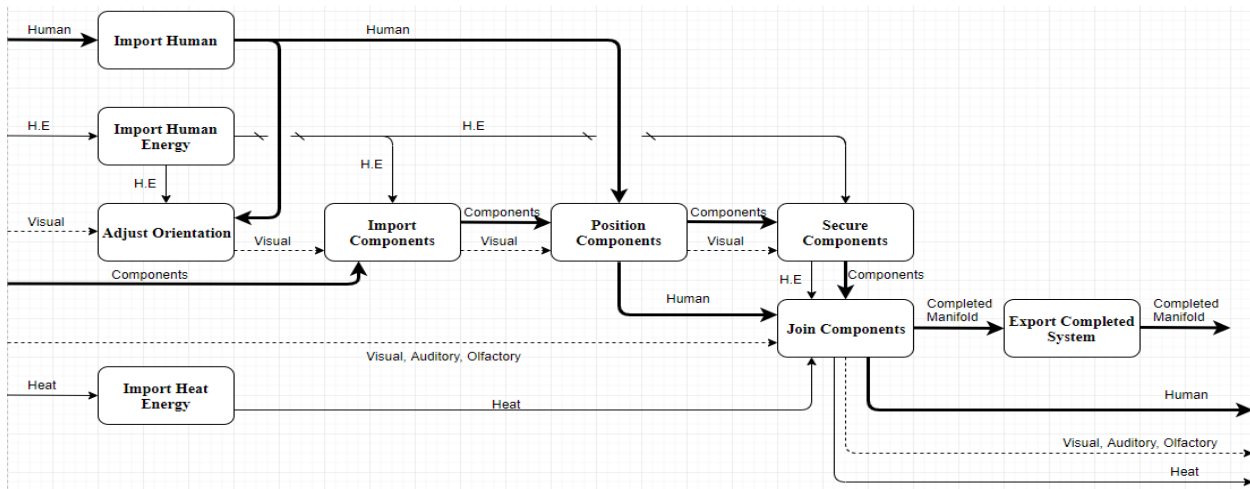 Human
Human
Import Human
H.E
H.E
Import Human
Energy
H.E
H.E
Visual
Components
Components
Adjust Orientation
Import
Components
Position
Components
Secure
Components
Visual
Visual
Visual
Components
H.E
Components
Human
Completed
Manifold
Completed
Manifold
Join Components
Export Completed
System
Visual, Auditory, Olfactory
Heat
Import Heat
Energy
Heat
Human
Visual, Auditory, Olfactory
Heat